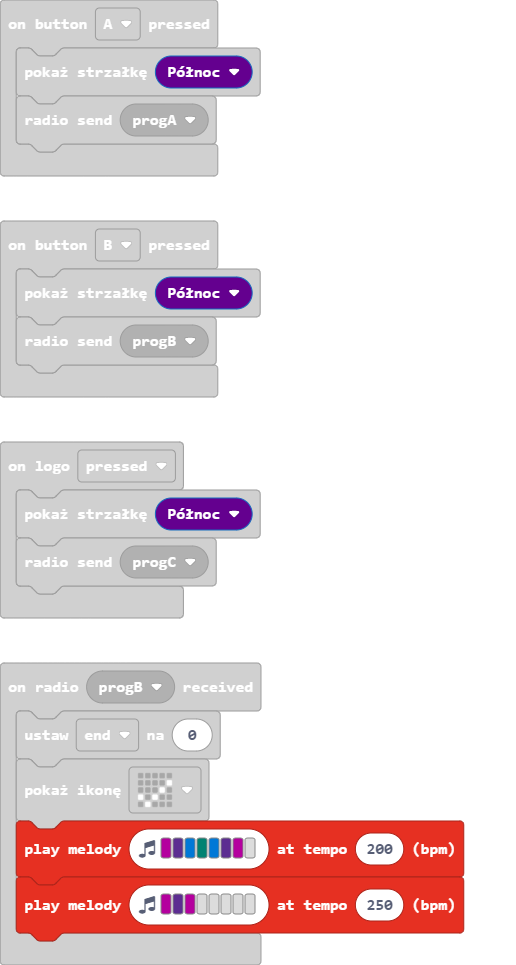 on button A pressed
pokaż strzałkę Północ
radio send progA
on button B pressed
pokaż strzałkę Północ
radio send progB
on logo pressed
pokaż strzałkę Północ
radio send progC
on radio progB received
ustaw end na 0
pokaż ikonę
play melody at tempo 200 (bpm)
play melody at tempo 250 (bpm)